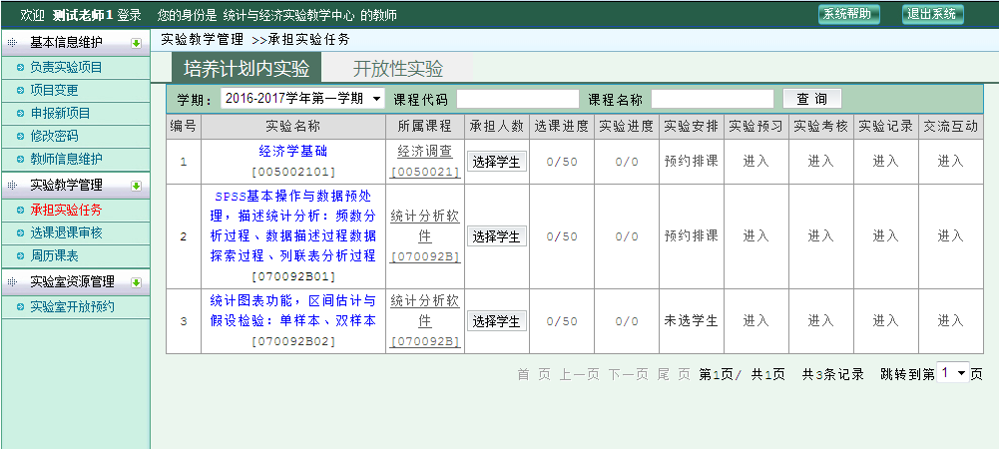 欢迎 测试老师1 登录 您的身份是 统计与经济实验教学中心 的教师
系统帮助 退出系统
基本信息维护
负责实验项目
项目变更
申报新项目
修改密码
教师信息维护
实验教学管理
承担实验任务
选课退课审核
周历课表
实验室资源管理
实验室开放预约
实验教学管理 >>承担实验任务
培养计划内实验 开放性实验
学期： 2016-2017学年第一学期 课程代码 课程名称 查 询
编号 实验名称 所属课程 承担人数 选课进度 实验进度 实验安排 实验预习 实验考核 实验记录 交流互动
1 经济学基础 [005002101] 经济调查 [0050021] 选择学生 0/50 0/0 预约排课 进入 进入 进入 进入
2 SPSS基本操作与数据预处
理，描述统计分析：频数分
析过程、数据描述过程数据
探索过程、列联表分析过程
[070092B01]
统计分析软
件
[070092B]
选择学生 0/50 0/0 预约排课 进入 进入 进入 进入
3 统计图表功能，区间估计与
假设检验：单样本、双样本
[070092B02]
统计分析软
件
[070092B]
选择学生 0/50 0/0 未选学生 进入 进入 进入 进入
首 页 上一页 下一页 尾 页 第1页/ 共1页 共3条记录 跳转到第 1 页